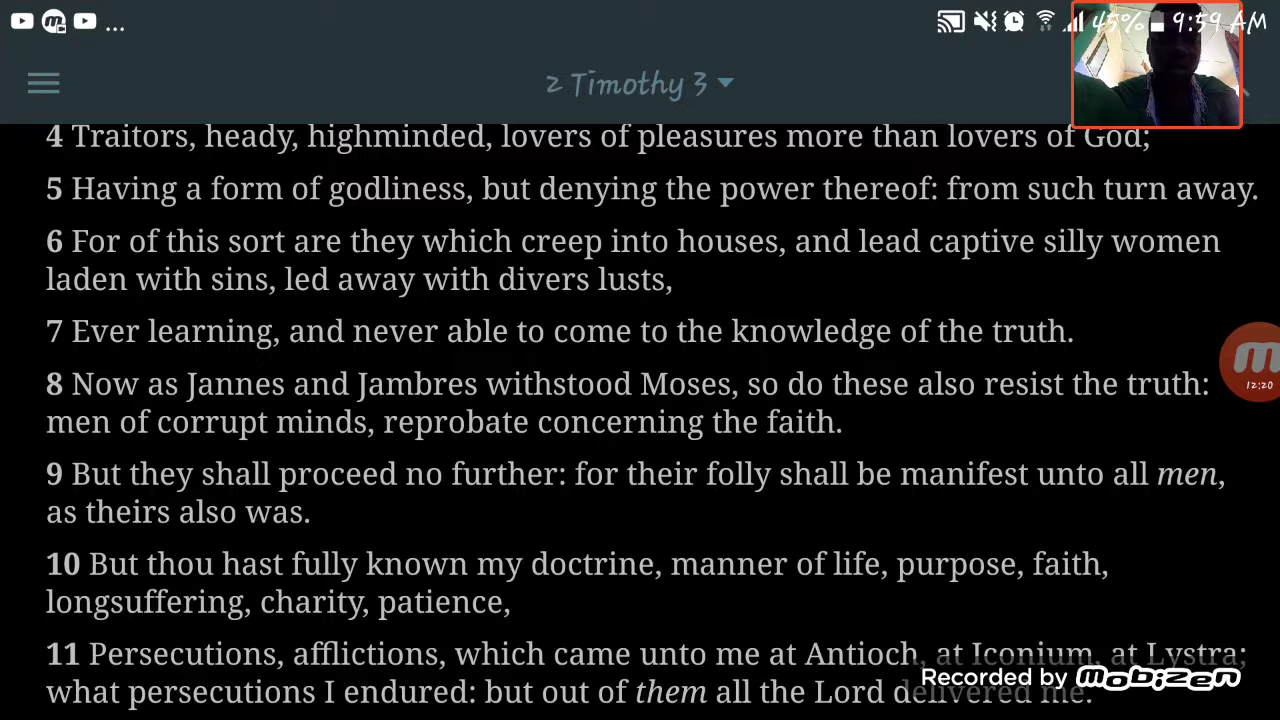 ... 45% 9:59 AM
2 Timothy 3
4 Traitors, heady, highminded, lovers of pleasures more than lovers of God;
5 Having a form of godliness, but denying the power thereof: from such turn away.
6 For of this sort are they which creep into houses, and lead captive silly women
laden with sins, led away with divers lusts,
7 Ever learning, and never able to come to the knowledge of the truth.
8 Now as Jannes and Jambres withstood Moses, so do these also resist the truth:
men of corrupt minds, reprobate concerning the faith.
12:20
9 But they shall proceed no further: for their folly shall be manifest unto all men,
as theirs also was.
10 But thou hast fully known my doctrine, manner of life, purpose, faith,
longsuffering, charity, patience,
11 Persecutions, afflictions, which came unto me at Antioch, at Iconium, at Lystra;
what persecutions I endured: but out of them all the Lord delivered me.
Recorded by mobizen